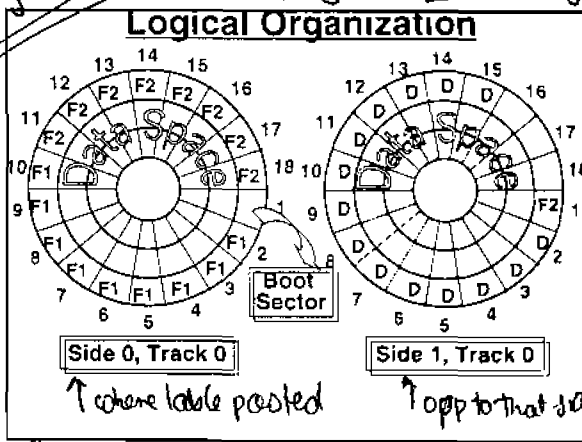 Logical Organization
12 13 14 15 16 17 18 1 2 3 4 5 6 7 8 9 10 11
F2 F2 F2 F2 F2 F2 F2 F2 F1 F1 F1 F1 F1 F1 F1 F1 F1
Data Space
Boot
Sector
Side 0, Track 0
12 13 14 15 16 17 18 1 2 3 4 5 6 7 8 9 10 11
D D D D D F2 D D D D D D D D D D
Data Space
Side 1, Track 0
where lable pasted
opp to that